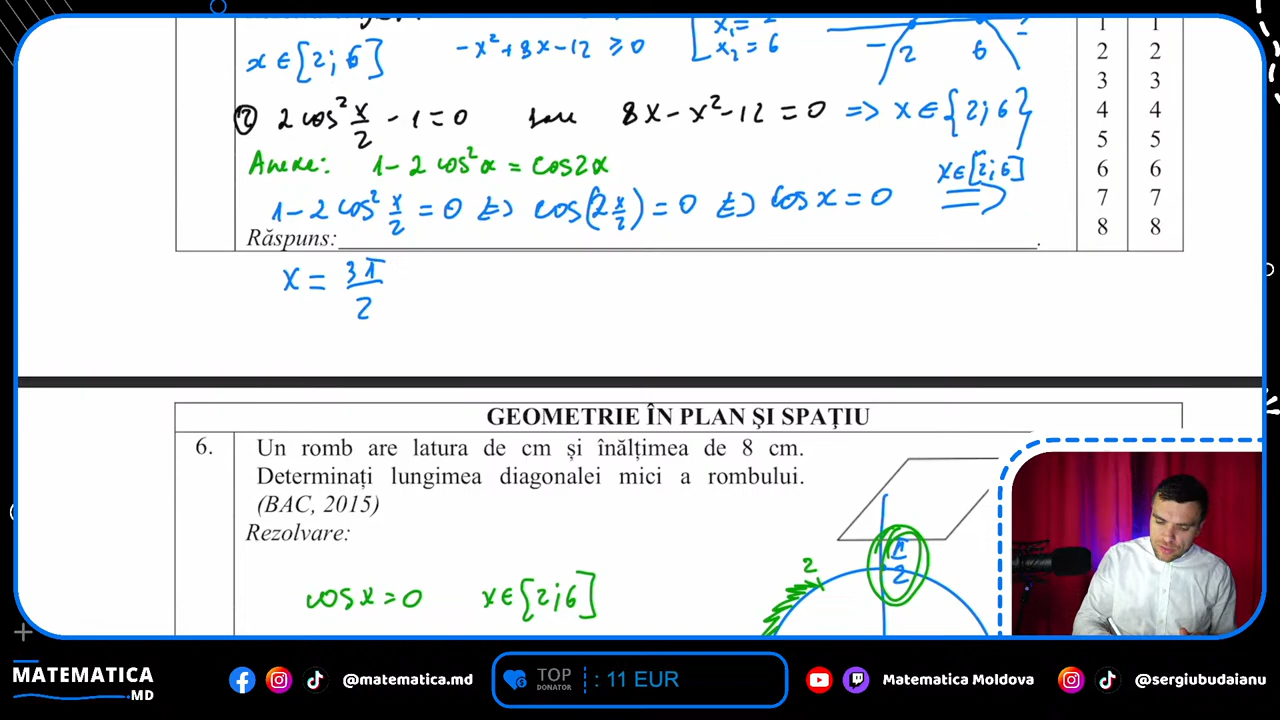 x₁ = 2
x ∈ [2; 6] -x² + 8x - 12 ≥ 0 x₂ = 6 - 2 6 -
② 2cos² x/2 - 1 = 0 sau 8x - x² - 12 = 0 => x ∈ {2; 6}
Anexe: 1 - 2cos²α = cos2α
1 - 2cos² x/2 = 0 <=> cos(2 x/2) = 0 <=> cos x = 0 x ∈ [2; 6] =>
Răspuns:____________.
x = 3π/2
1 1
2 2
3 3
4 4
5 5
6 6
7 7
8 8
GEOMETRIE ÎN PLAN ŞI SPAŢIU
6. Un romb are latura de cm și înălțimea de 8 cm.
Determinați lungimea diagonalei mici a rombului.
(BAC, 2015)
Rezolvare:
cos x = 0 x ∈ [2; 6]
2 π/2
MATEMATICA
.MD
@matematica.md
TOP
DONATOR
: 11 EUR
Matematica Moldova
@sergiubudaianu